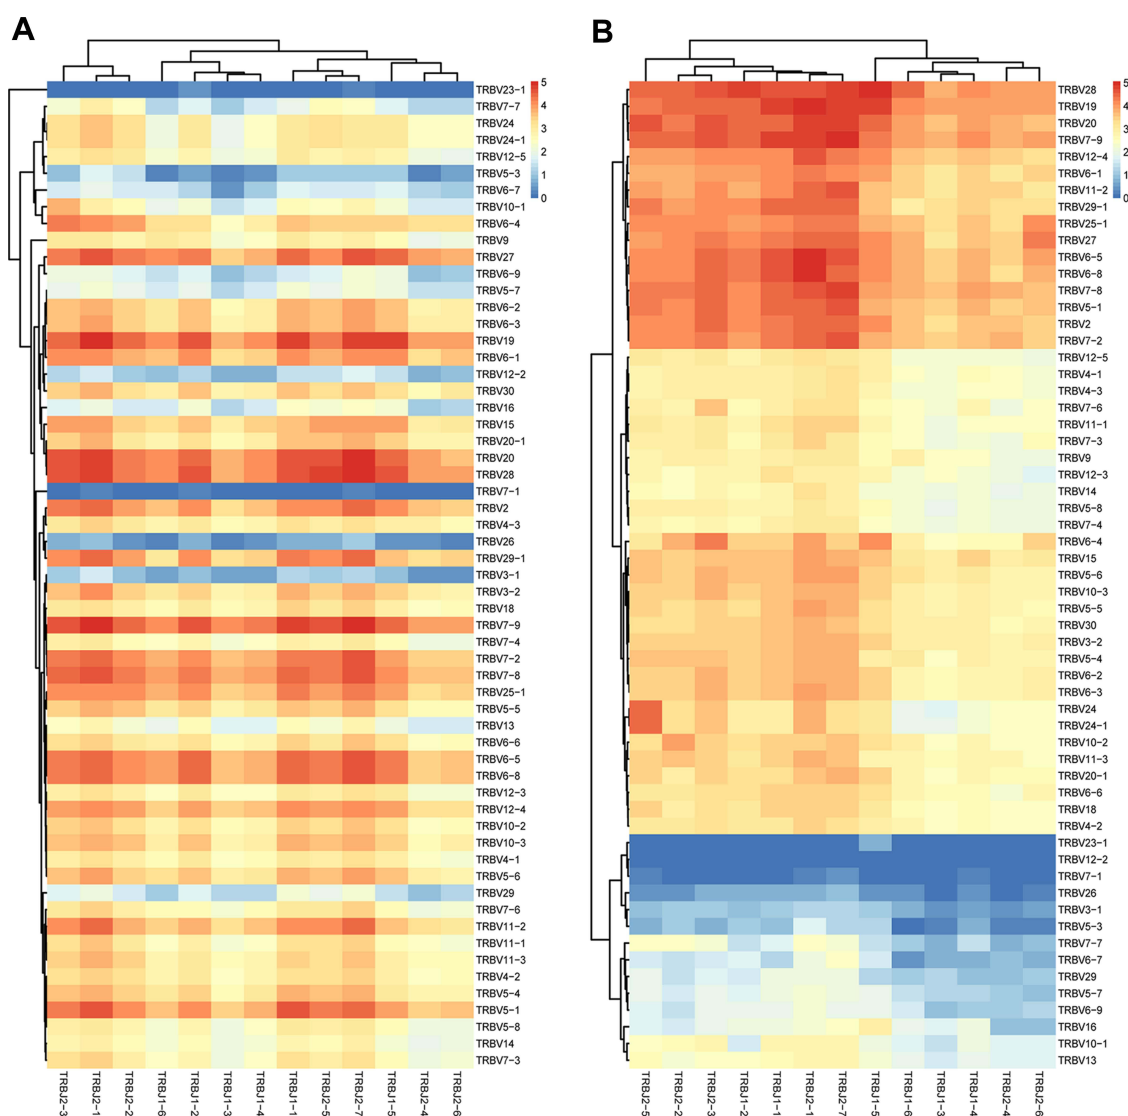 A
B
5
4
3
2
1
0
TRBV23-1
TRBV7-7
TRBV24
TRBV24-1
TRBV12-5
TRBV5-3
TRBV6-7
TRBV10-1
TRBV6-4
TRBV9
TRBV27
TRBV6-9
TRBV5-7
TRBV6-2
TRBV6-3
TRBV19
TRBV6-1
TRBV12-2
TRBV30
TRBV16
TRBV15
TRBV20-1
TRBV20
TRBV28
TRBV7-1
TRBV2
TRBV4-3
TRBV26
TRBV29-1
TRBV3-1
TRBV3-2
TRBV18
TRBV7-9
TRBV7-4
TRBV7-2
TRBV7-8
TRBV25-1
TRBV5-5
TRBV13
TRBV6-6
TRBV6-5
TRBV6-8
TRBV12-3
TRBV12-4
TRBV10-2
TRBV10-3
TRBV4-1
TRBV5-6
TRBV29
TRBV7-6
TRBV11-2
TRBV11-1
TRBV11-3
TRBV4-2
TRBV5-4
TRBV5-1
TRBV5-8
TRBV14
TRBV7-3
TRBJ2-3
TRBJ2-1
TRBJ2-2
TRBJ1-6
TRBJ1-2
TRBJ1-3
TRBJ1-4
TRBJ1-1
TRBJ2-5
TRBJ2-7
TRBJ1-5
TRBJ2-4
TRBJ2-6
5
4
3
2
1
0
TRBV28
TRBV19
TRBV20
TRBV7-9
TRBV12-4
TRBV6-1
TRBV11-2
TRBV29-1
TRBV25-1
TRBV27
TRBV6-5
TRBV6-8
TRBV7-8
TRBV5-1
TRBV2
TRBV7-2
TRBV12-5
TRBV4-1
TRBV4-3
TRBV7-6
TRBV11-1
TRBV7-3
TRBV9
TRBV12-3
TRBV14
TRBV5-8
TRBV7-4
TRBV6-4
TRBV15
TRBV5-6
TRBV10-3
TRBV5-5
TRBV30
TRBV3-2
TRBV5-4
TRBV6-2
TRBV6-3
TRBV24
TRBV24-1
TRBV10-2
TRBV11-3
TRBV20-1
TRBV6-6
TRBV18
TRBV4-2
TRBV23-1
TRBV12-2
TRBV7-1
TRBV26
TRBV3-1
TRBV5-3
TRBV7-7
TRBV6-7
TRBV29
TRBV5-7
TRBV6-9
TRBV16
TRBV10-1
TRBV13
TRBJ2-5
TRBJ2-2
TRBJ2-3
TRBJ1-2
TRBJ1-1
TRBJ2-1
TRBJ2-7
TRBJ1-5
TRBJ1-6
TRBJ1-3
TRBJ1-4
TRBJ2-4
TRBJ2-6